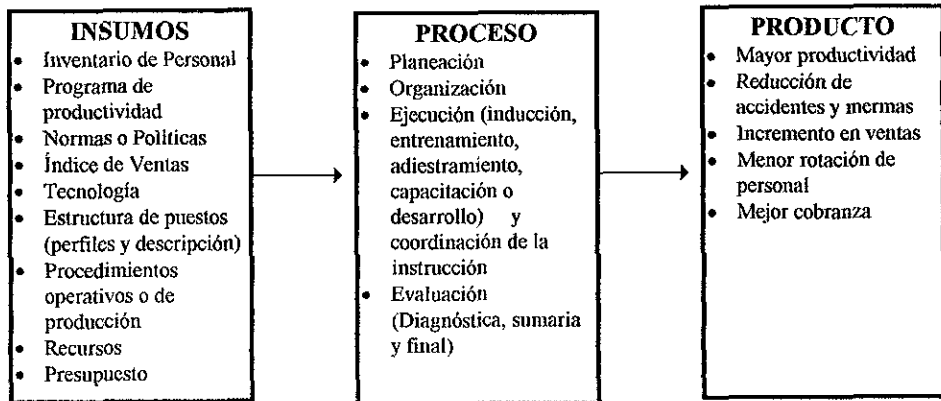 INSUMOS
• Inventario de Personal
• Programa de
productividad
• Normas o Políticas
• Índice de Ventas
• Tecnología
• Estructura de puestos
(perfiles y descripción)
• Procedimientos
operativos o de
producción
• Recursos
• Presupuesto
PROCESO
• Planeación
• Organización
• Ejecución (inducción,
entrenamiento,
adiestramiento,
capacitación o
desarrollo) y
coordinación de la
instrucción
• Evaluación
(Diagnóstica, sumaria
y final)
PRODUCTO
• Mayor productividad
• Reducción de
accidentes y mermas
• Incremento en ventas
• Menor rotación de
personal
• Mejor cobranza